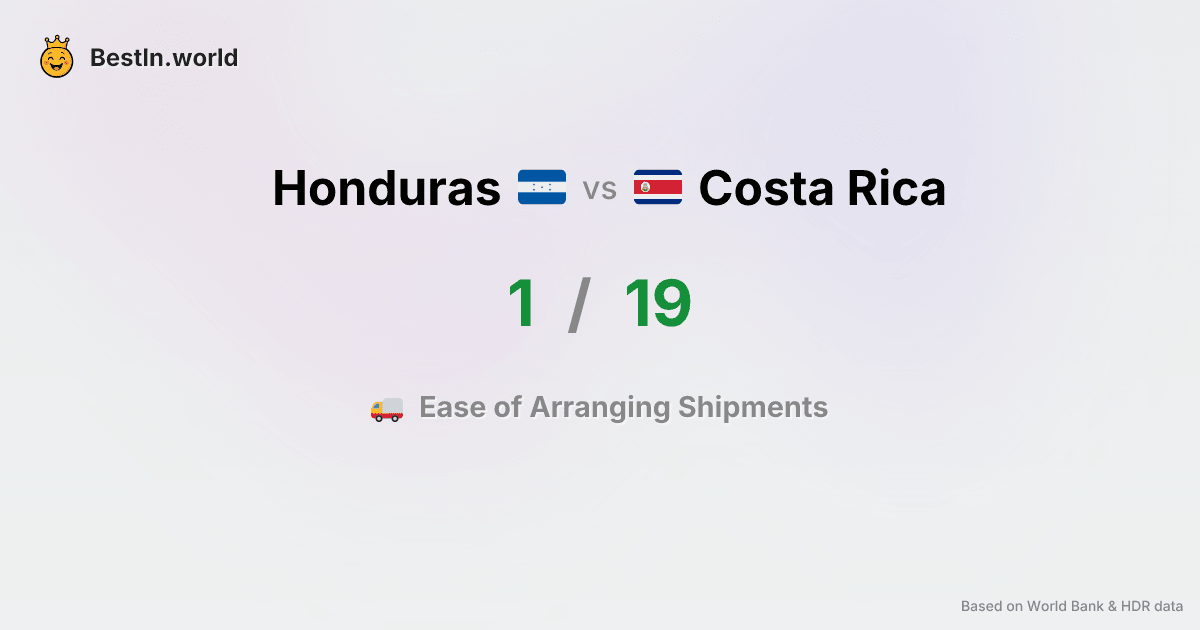 BestIn.world
Honduras vs Costa Rica
1 / 19
Ease of Arranging Shipments
Based on World Bank & HDR data